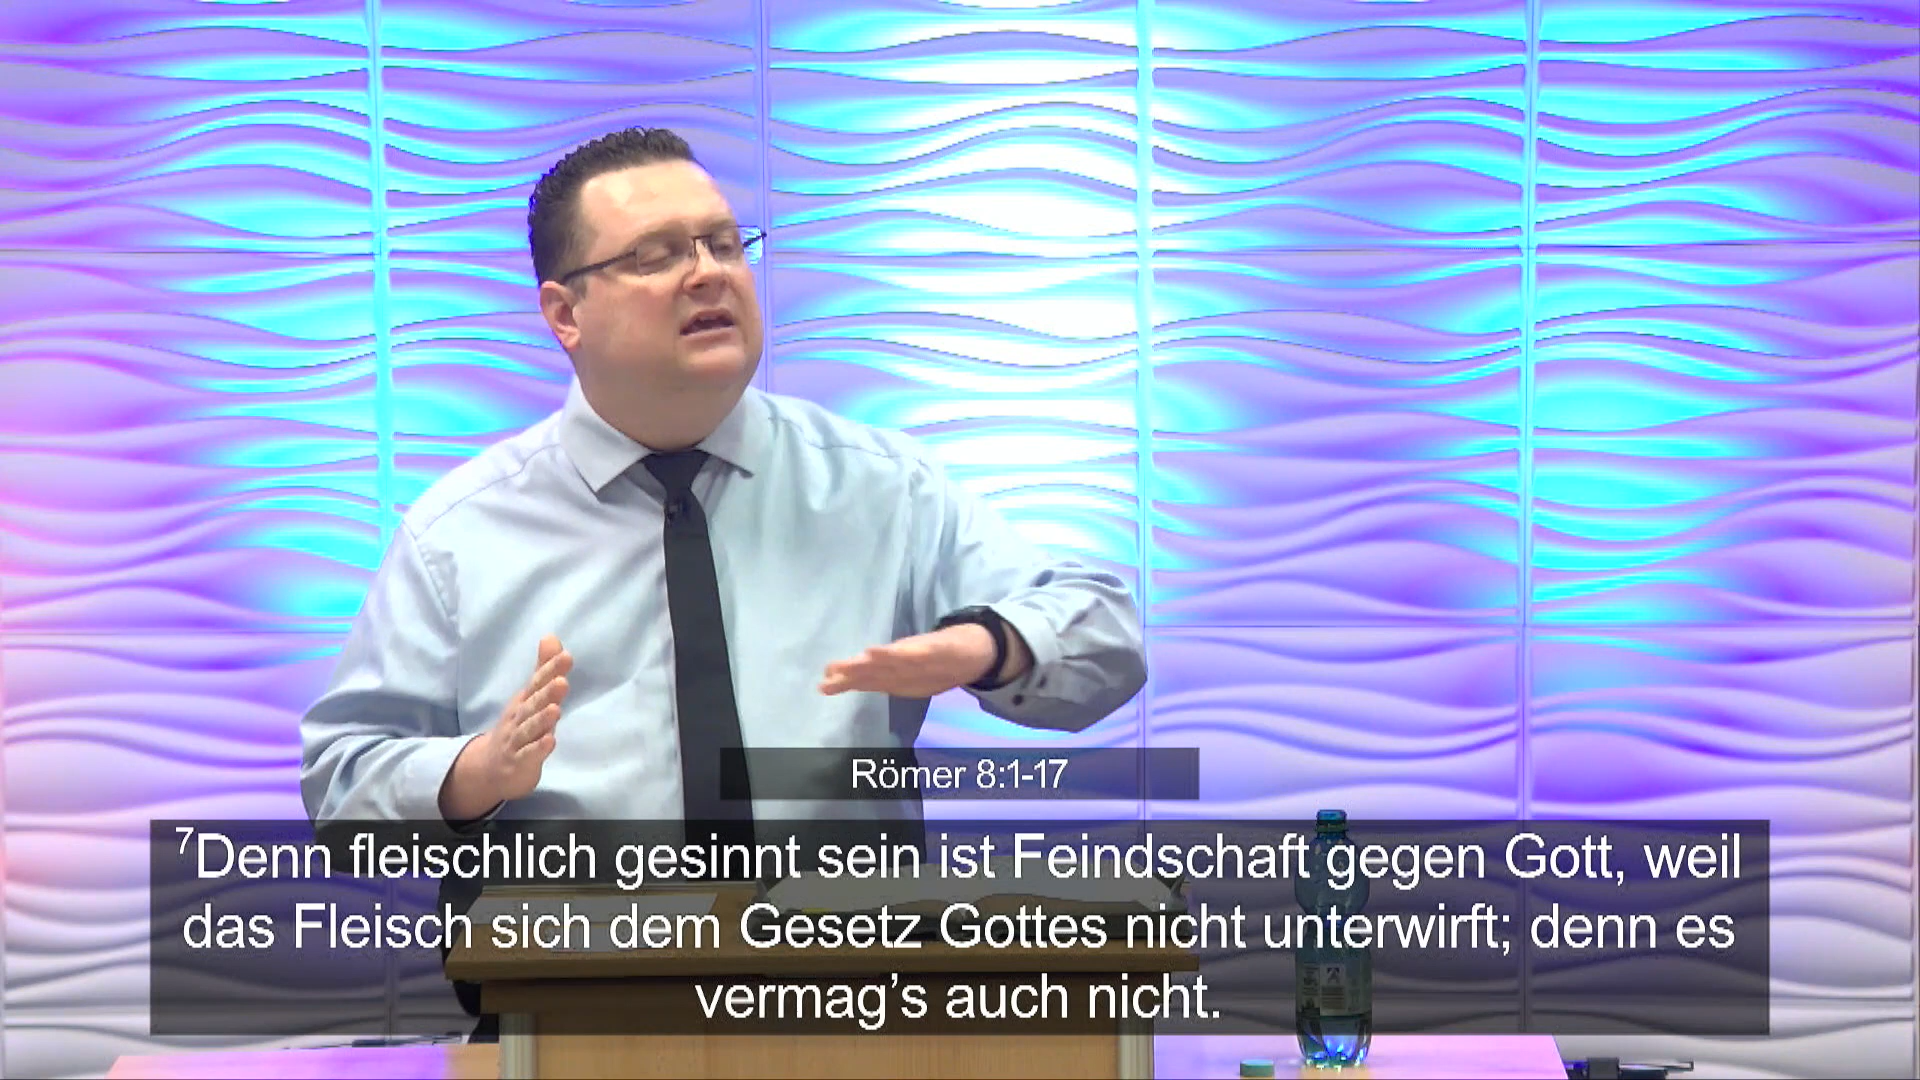 Römer 8:1-17
⁷Denn fleischlich gesinnt sein ist Feindschaft gegen Gott, weil
das Fleisch sich dem Gesetz Gottes nicht unterwirft; denn es
vermag’s auch nicht.